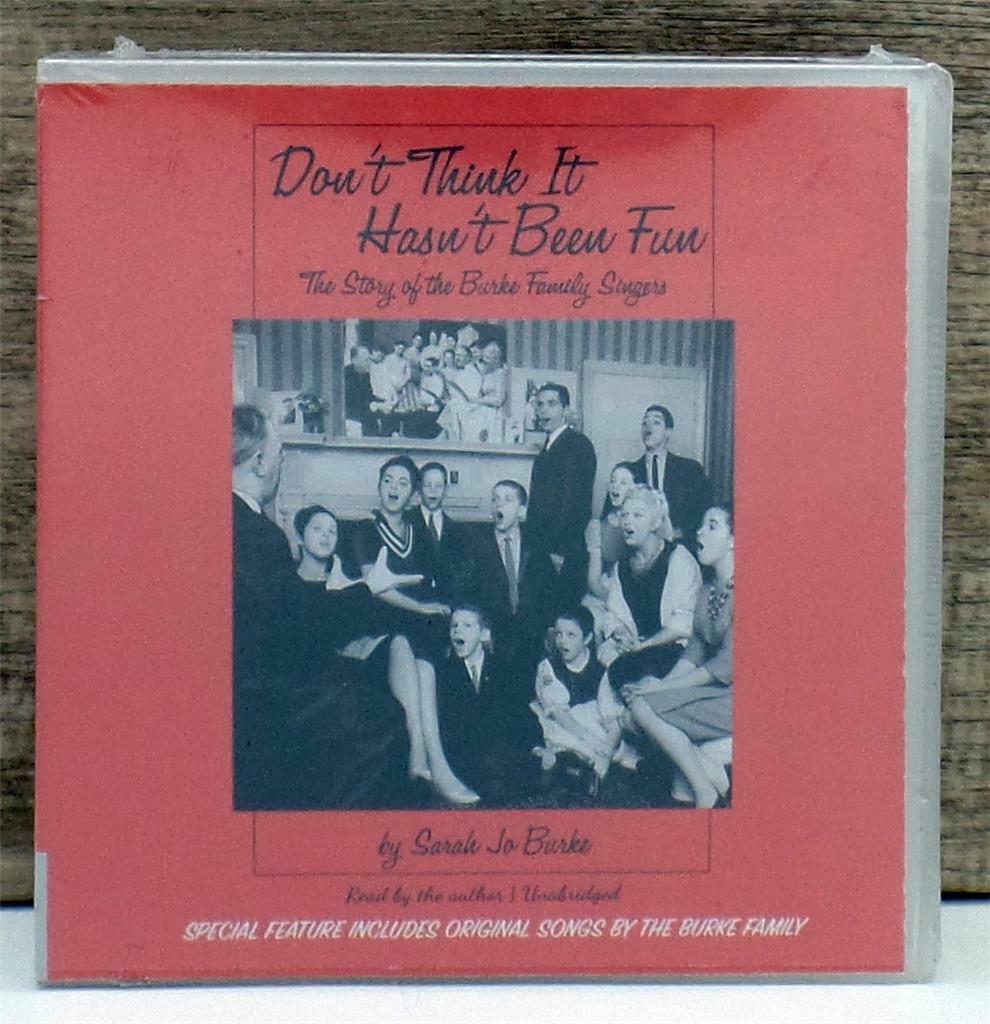 Don't Think It
Hasn't Been Fun
The Story of the Burke Family Singers
by Sarah Jo Burke
Read by the author | Unabridged
SPECIAL FEATURE INCLUDES ORIGINAL SONGS BY THE BURKE FAMILY